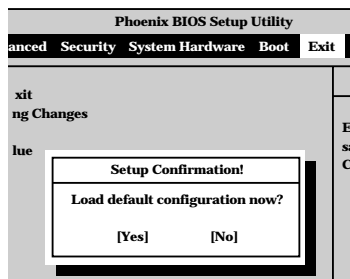 Phoenix BIOS Setup Utility
anced Security System Hardware Boot Exit
xit
ng Changes
lue
Setup Confirmation!
Load default configuration now?
[Yes] [No]
E
sa
C